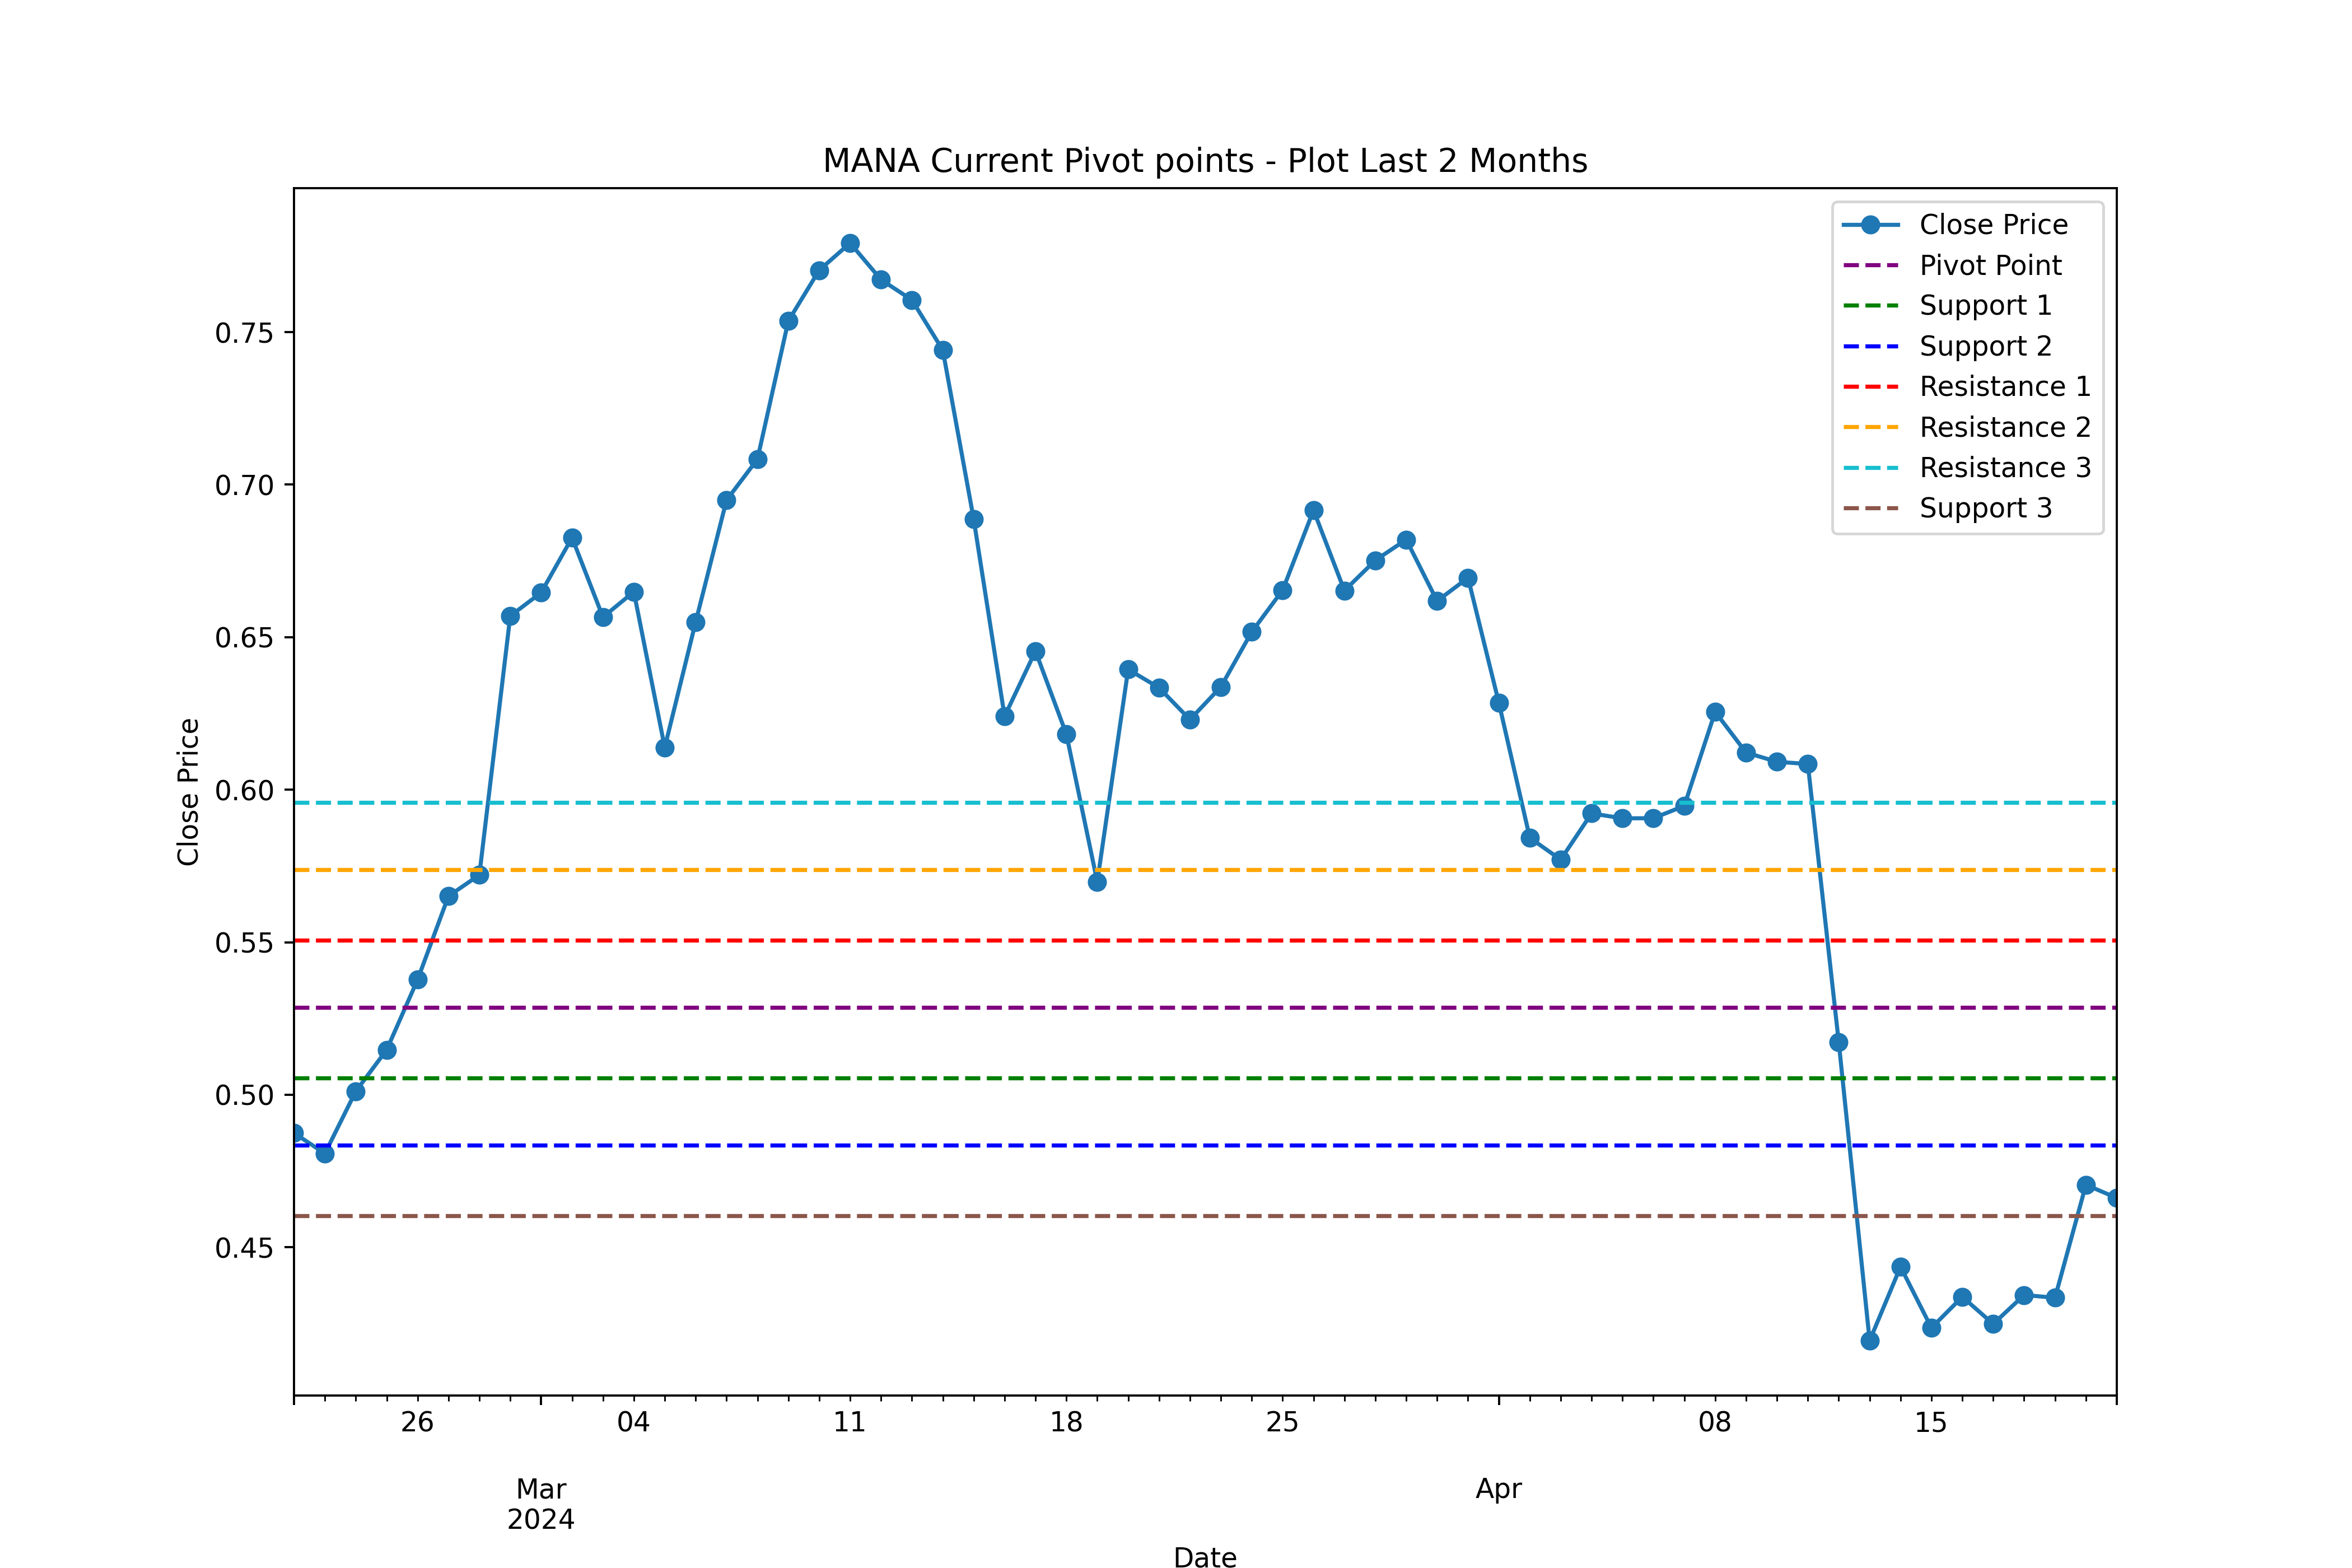 MANA Current Pivot points - Plot Last 2 Months
Close Price
Pivot Point
Support 1
Support 2
Resistance 1
Resistance 2
Resistance 3
Support 3
Close Price
0.75
0.70
0.65
0.60
0.55
0.50
0.45
26 04 11 18 25 08 15
Mar Apr
2024
Date